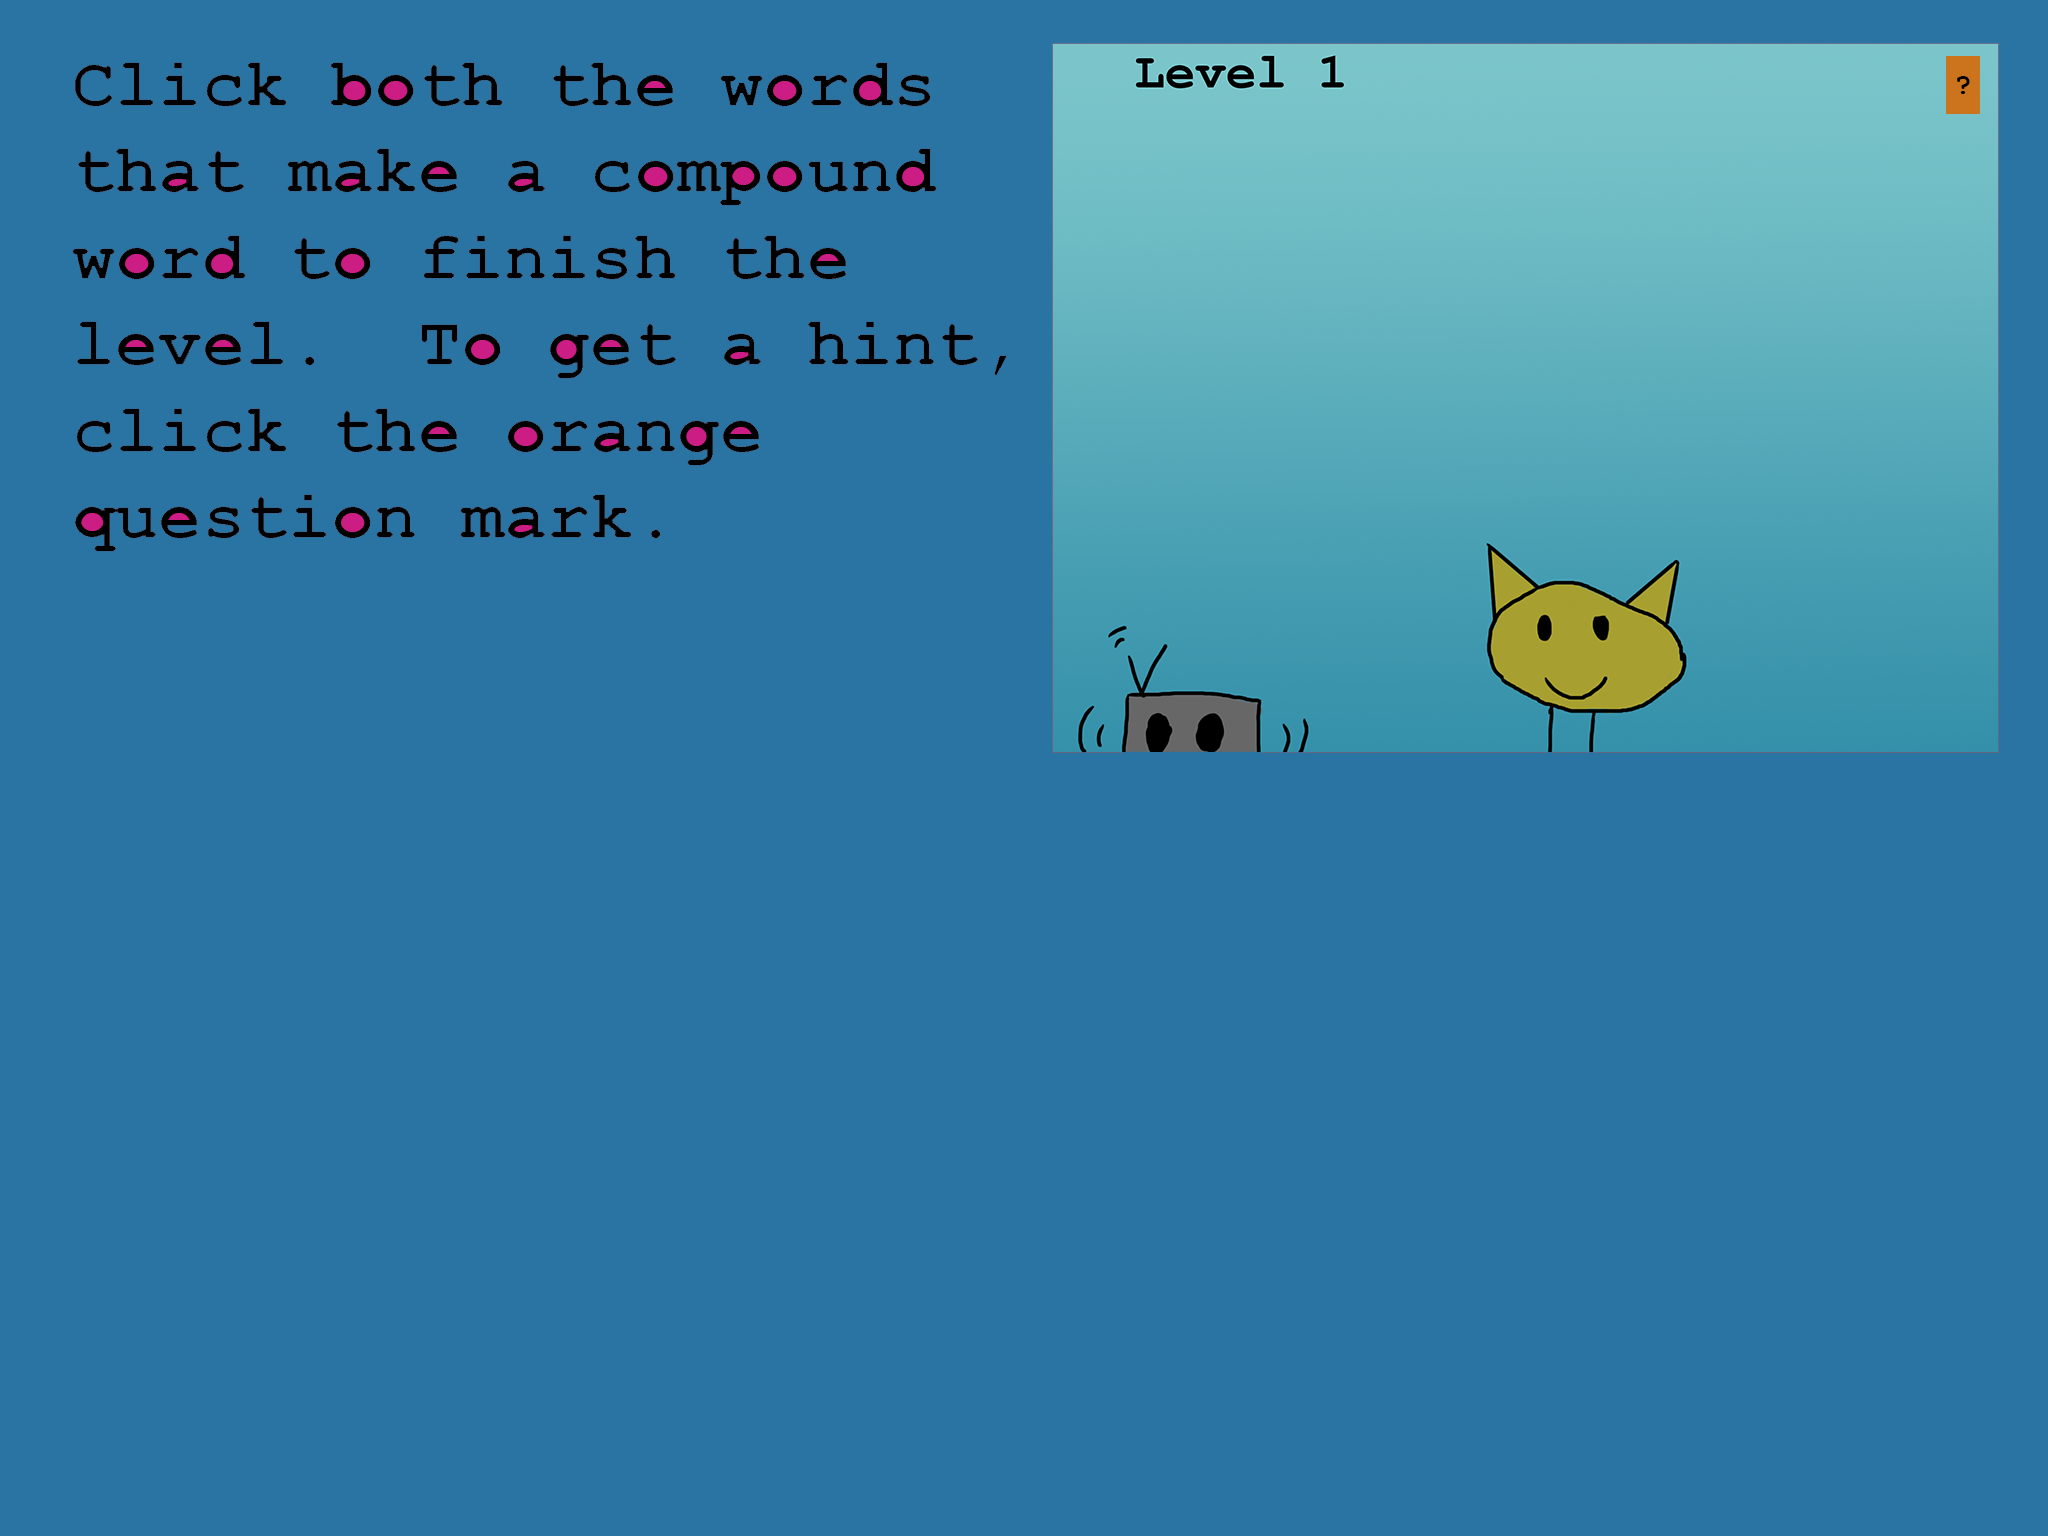 Click both the words
that make a compound
word to finish the
level.  To get a hint,
click the orange
question mark.
Level 1
?